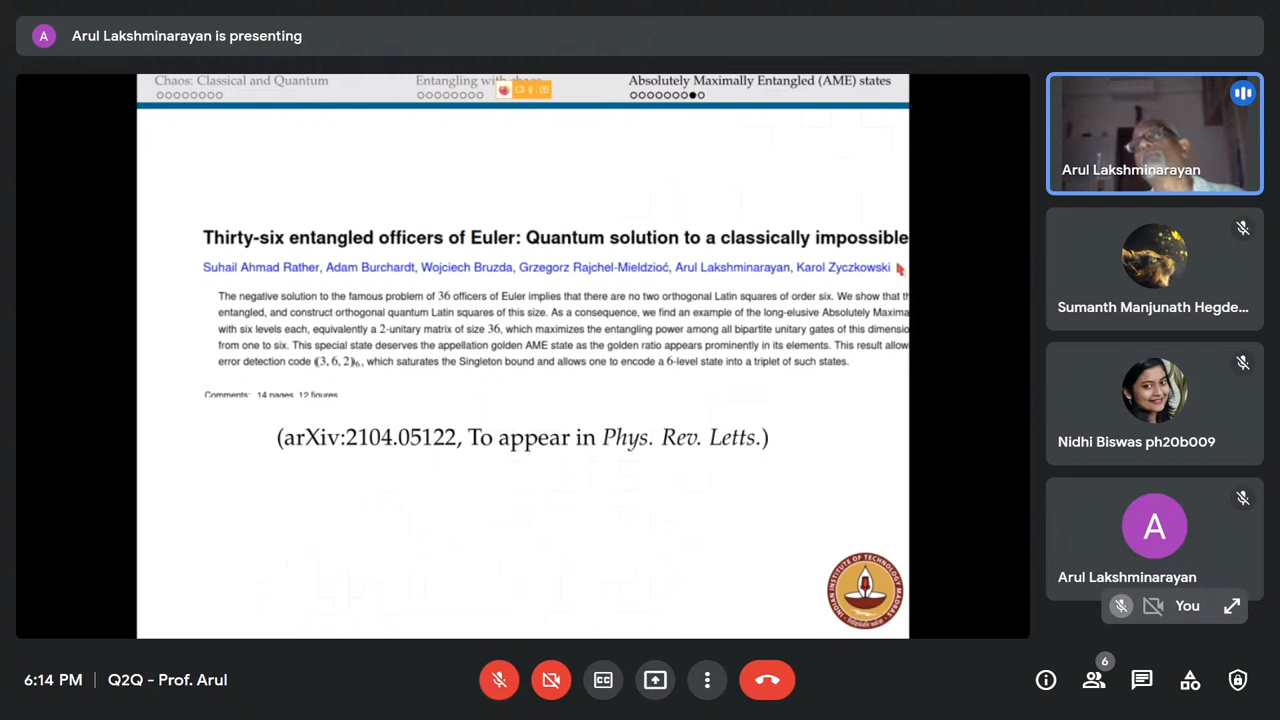 A
Arul Lakshminarayan is presenting
Chaos: Classical and Quantum
Entangling with chaos
Absolutely Maximally Entangled (AME) states
Thirty-six entangled officers of Euler: Quantum solution to a classically impossible
Suhail Ahmad Rather, Adam Burchardt, Wojciech Bruzda, Grzegorz Rajchel-Mieldzioć, Arul Lakshminarayan, Karol Zyczkowski
The negative solution to the famous problem of 36 officers of Euler implies that there are no two orthogonal Latin squares of order six. We show that th
entangled, and construct orthogonal quantum Latin squares of this size. As a consequence, we find an example of the long-elusive Absolutely Maxima
with six levels each, equivalently a 2-unitary matrix of size 36, which maximizes the entangling power among all bipartite unitary gates of this dimensio
from one to six. This special state deserves the appellation golden AME state as the golden ratio appears prominently in its elements. This result allow
error detection code ((3, 6, 2))6, which saturates the Singleton bound and allows one to encode a 6-level state into a triplet of such states.
Comments: 14 pages, 12 figures
(arXiv:2104.05122, To appear in Phys. Rev. Letts.)
INDIAN INSTITUTE OF TECHNOLOGY MADRAS
Arul Lakshminarayan
Sumanth Manjunath Hegde...
Nidhi Biswas ph20b009
A
Arul Lakshminarayan
You
6:14 PM | Q2Q - Prof. Arul
CC
6